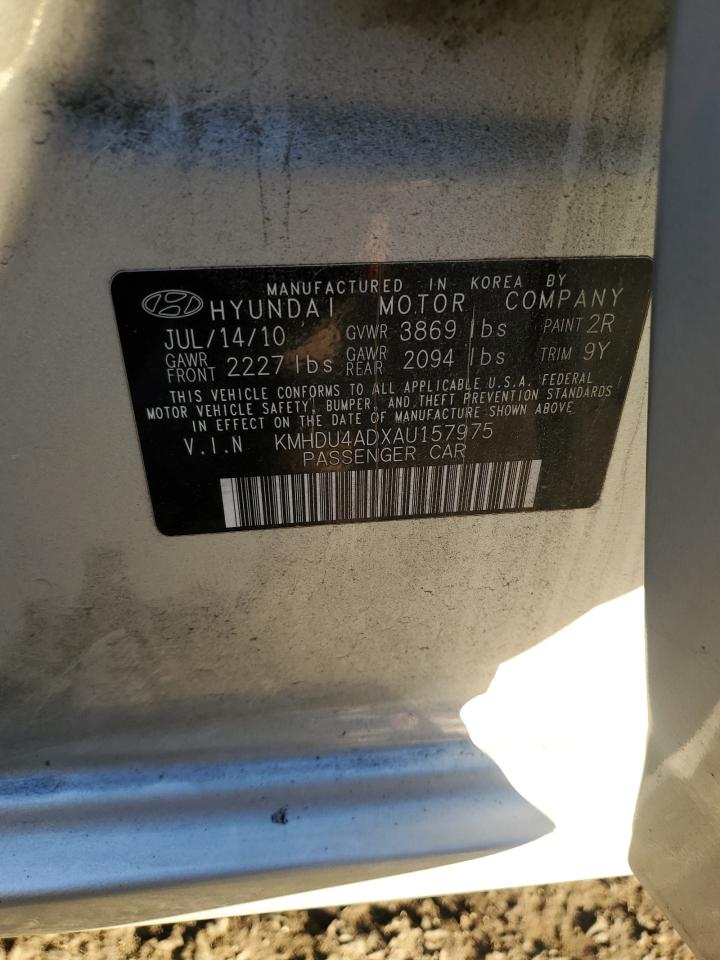 MANUFACTURED IN KOREA BY
HYUNDAI MOTOR COMPANY
JUL/14/10 GVWR 3869 lbs PAINT 2R
GAWR FRONT 2227 lbs GAWR REAR 2094 lbs TRIM 9Y
THIS VEHICLE CONFORMS TO ALL APPLICABLE U.S.A. FEDERAL
MOTOR VEHICLE SAFETY, BUMPER, AND THEFT PREVENTION STANDARDS
IN EFFECT ON THE DATE OF MANUFACTURE SHOWN ABOVE
V.I.N KMHDU4ADXAU157975
PASSENGER CAR